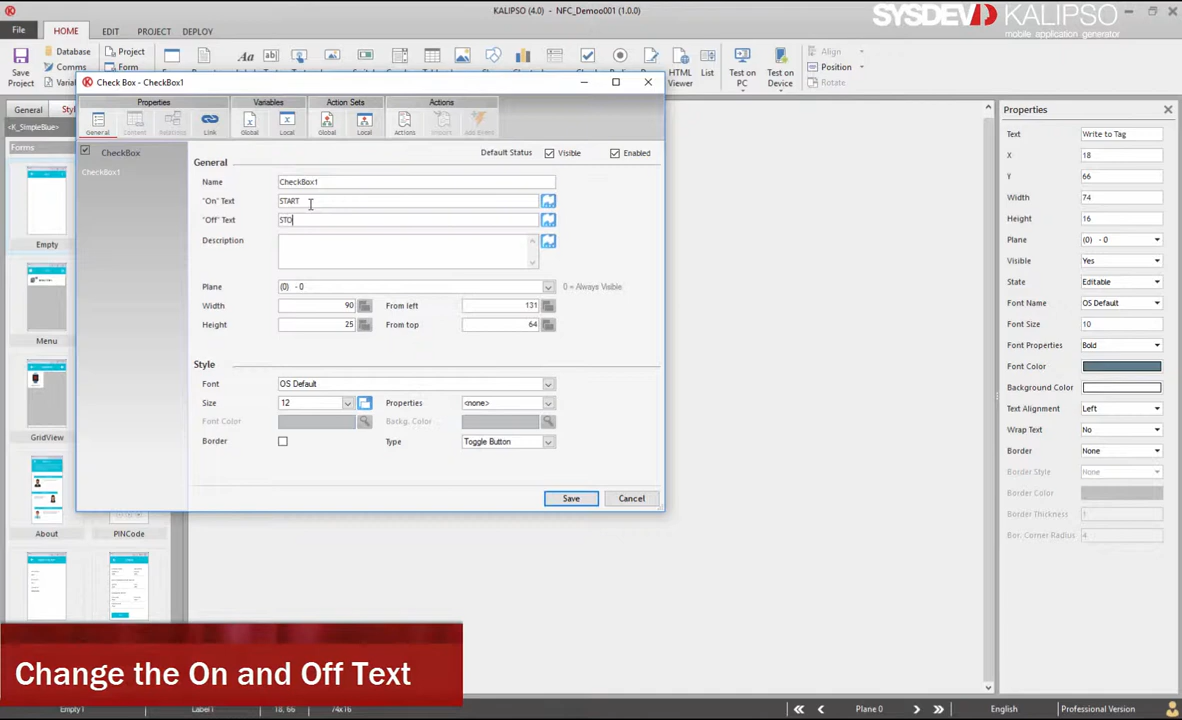 KALIPSO (4.0) - NFC_Demoo001 (1.0.0)
SYSDEV KALIPSO
mobile application generator
File
HOME
EDIT
PROJECT
DEPLOY
Save Project
Database
Comms
Project
Form
HTML Viewer
List
Test on PC
Test on Device
Align
Position
Rotate
General
<K_SimpleBlue>
Forms
Empty
Menu
GridView
About
PINCode
Check Box - CheckBox1
Properties
Variables
Action Sets
Actions
General
Content
Relations
Link
Global
Local
Global
Local
Actions
Import
Add Event
CheckBox
CheckBox1
Default Status
Visible
Enabled
General
Name
CheckBox1
"On" Text
START
"Off" Text
STO
Description
Plane
(0) - 0
0 = Always Visible
Width
90
From left
131
Height
25
From top
64
Style
Font
OS Default
Size
12
Properties
<none>
Font Color
Backg. Color
Border
Type
Toggle Button
Save
Cancel
Properties
Text
Write to Tag
X
18
Y
66
Width
74
Height
16
Plane
(0) - 0
Visible
Yes
State
Editable
Font Name
OS Default
Font Size
10
Font Properties
Bold
Font Color
Background Color
Text Alignment
Left
Wrap Text
No
Border
None
Border Style
None
Border Color
Border Thickness
1
Bor. Corner Radius
4
Change the On and Off Text
Empty1
Label1
18, 66
74x16
Plane 0
English
Professional Version